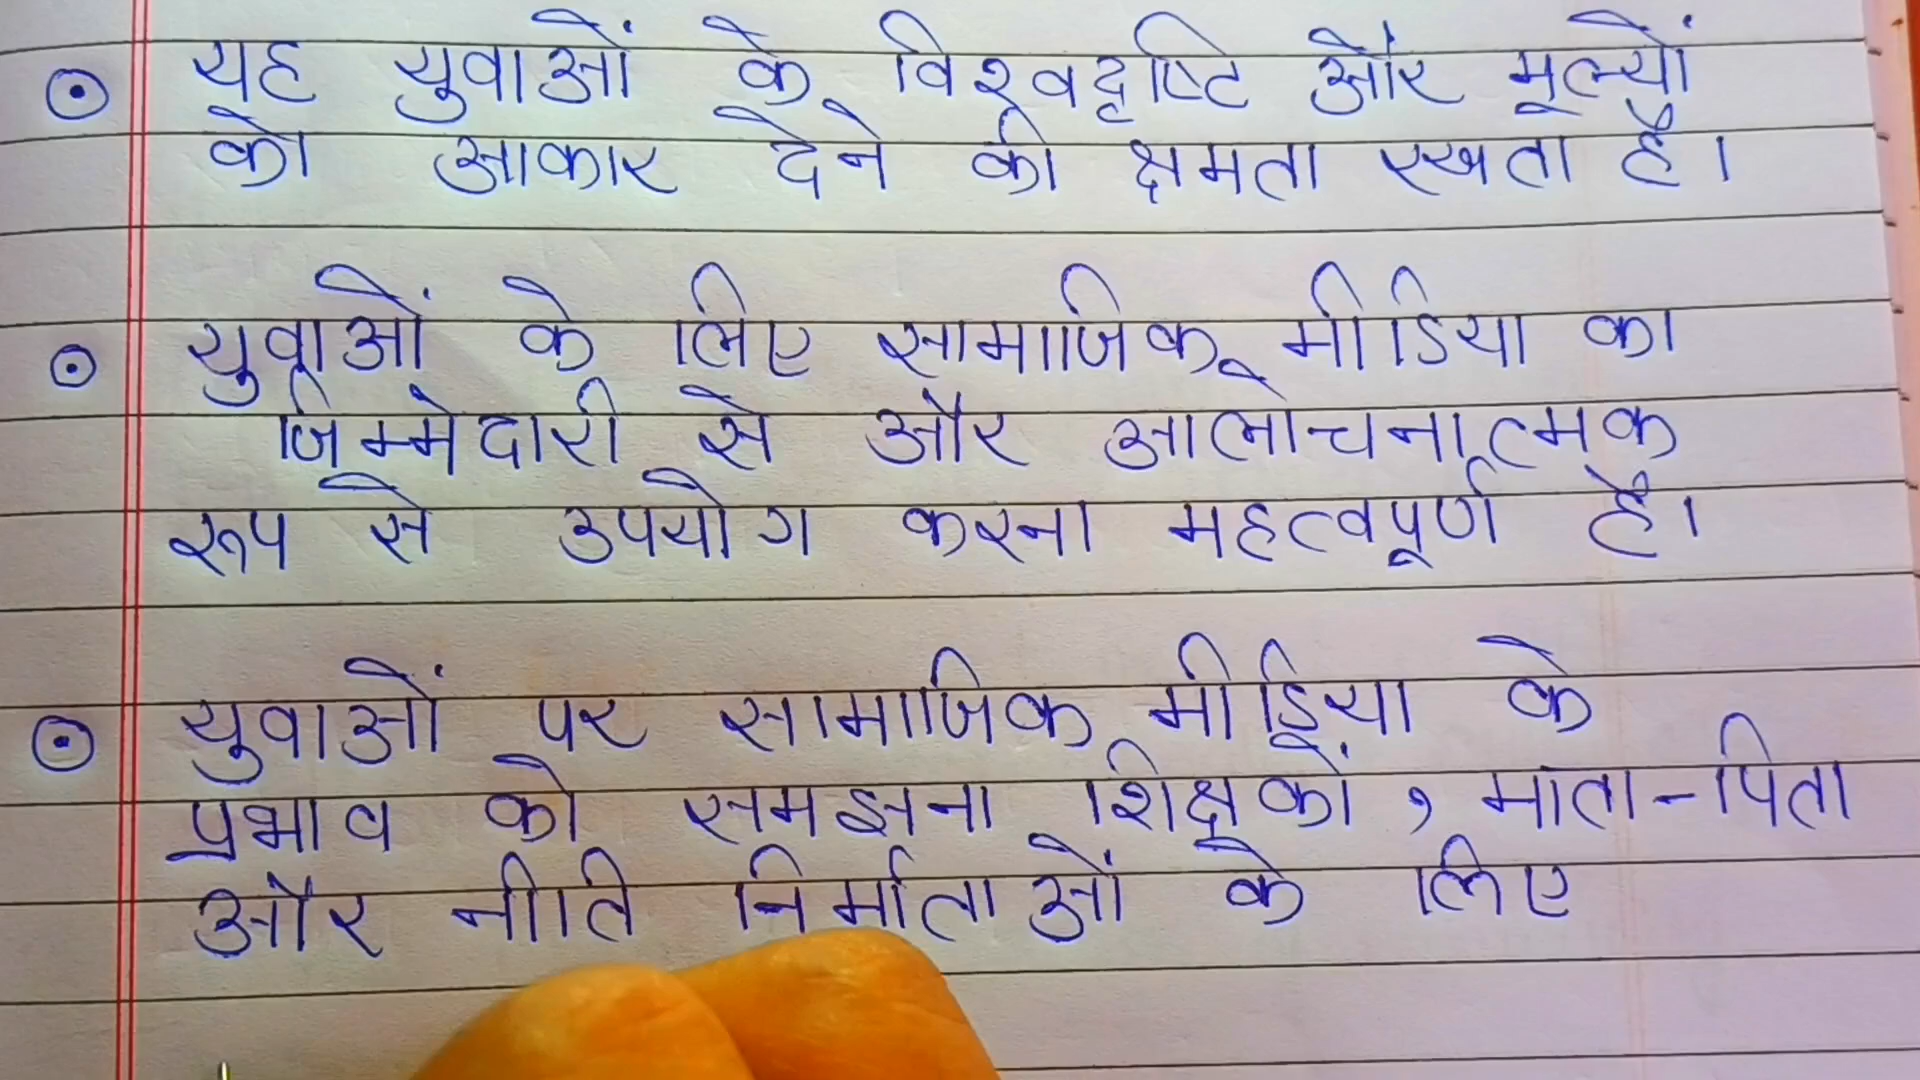 यह युवाओं के विश्वदृष्टि और मूल्यों
को आकार देने की क्षमता रखता है।
युवाओं के लिए सामाजिक मीडिया का
जिम्मेदारी से और आलोचनात्मक
रूप से उपयोग करना महत्वपूर्ण है।
युवाओं पर सामाजिक मीडिया के
प्रभाव को समझना शिक्षकों, माता-पिता
और नीति निर्माताओं के लिए